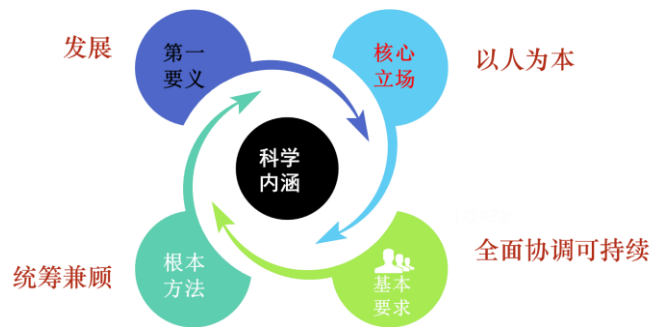 发展
第一
要义
核心
立场
以人为本
科学
内涵
统筹兼顾
根本
方法
基本
要求
全面协调可持续